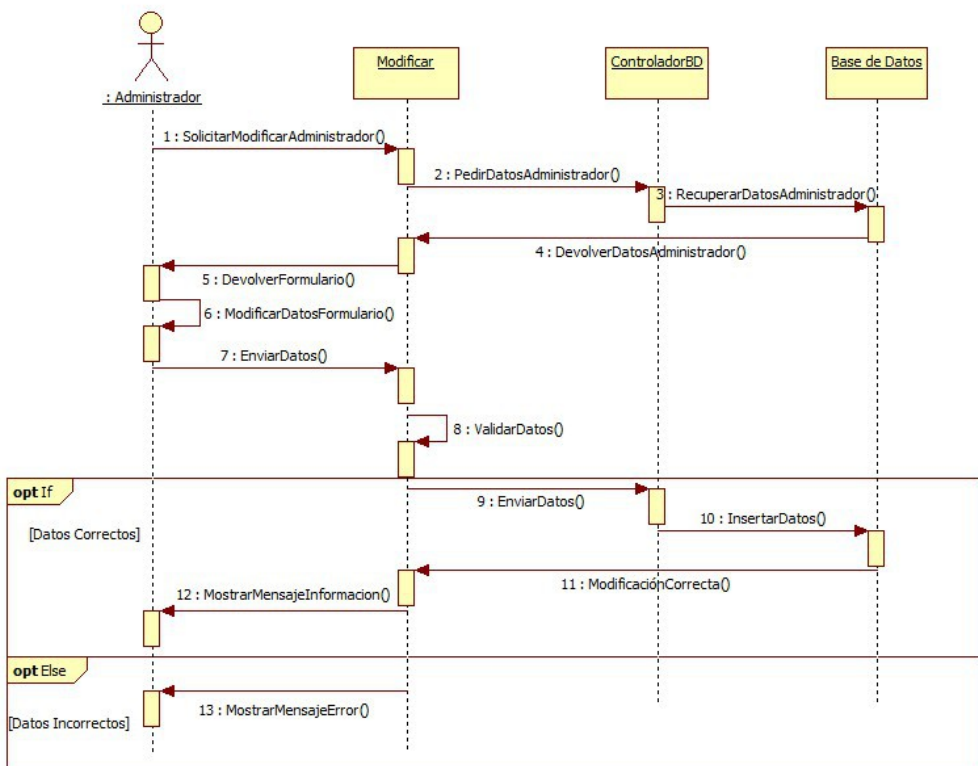 : Administrador
Modificar
ControladorBD
Base de Datos
1 : SolicitarModificarAdministrador()
2 : PedirDatosAdministrador()
3 : RecuperarDatosAdministrador()
4 : DevolverDatosAdministrador()
5 : DevolverFormulario()
6 : ModificarDatosFormulario()
7 : EnviarDatos()
8 : ValidarDatos()
opt If
[Datos Correctos]
9 : EnviarDatos()
10 : InsertarDatos()
11 : ModificaciónCorrecta()
12 : MostrarMensajeInformacion()
opt Else
[Datos Incorrectos]
13 : MostrarMensajeError()